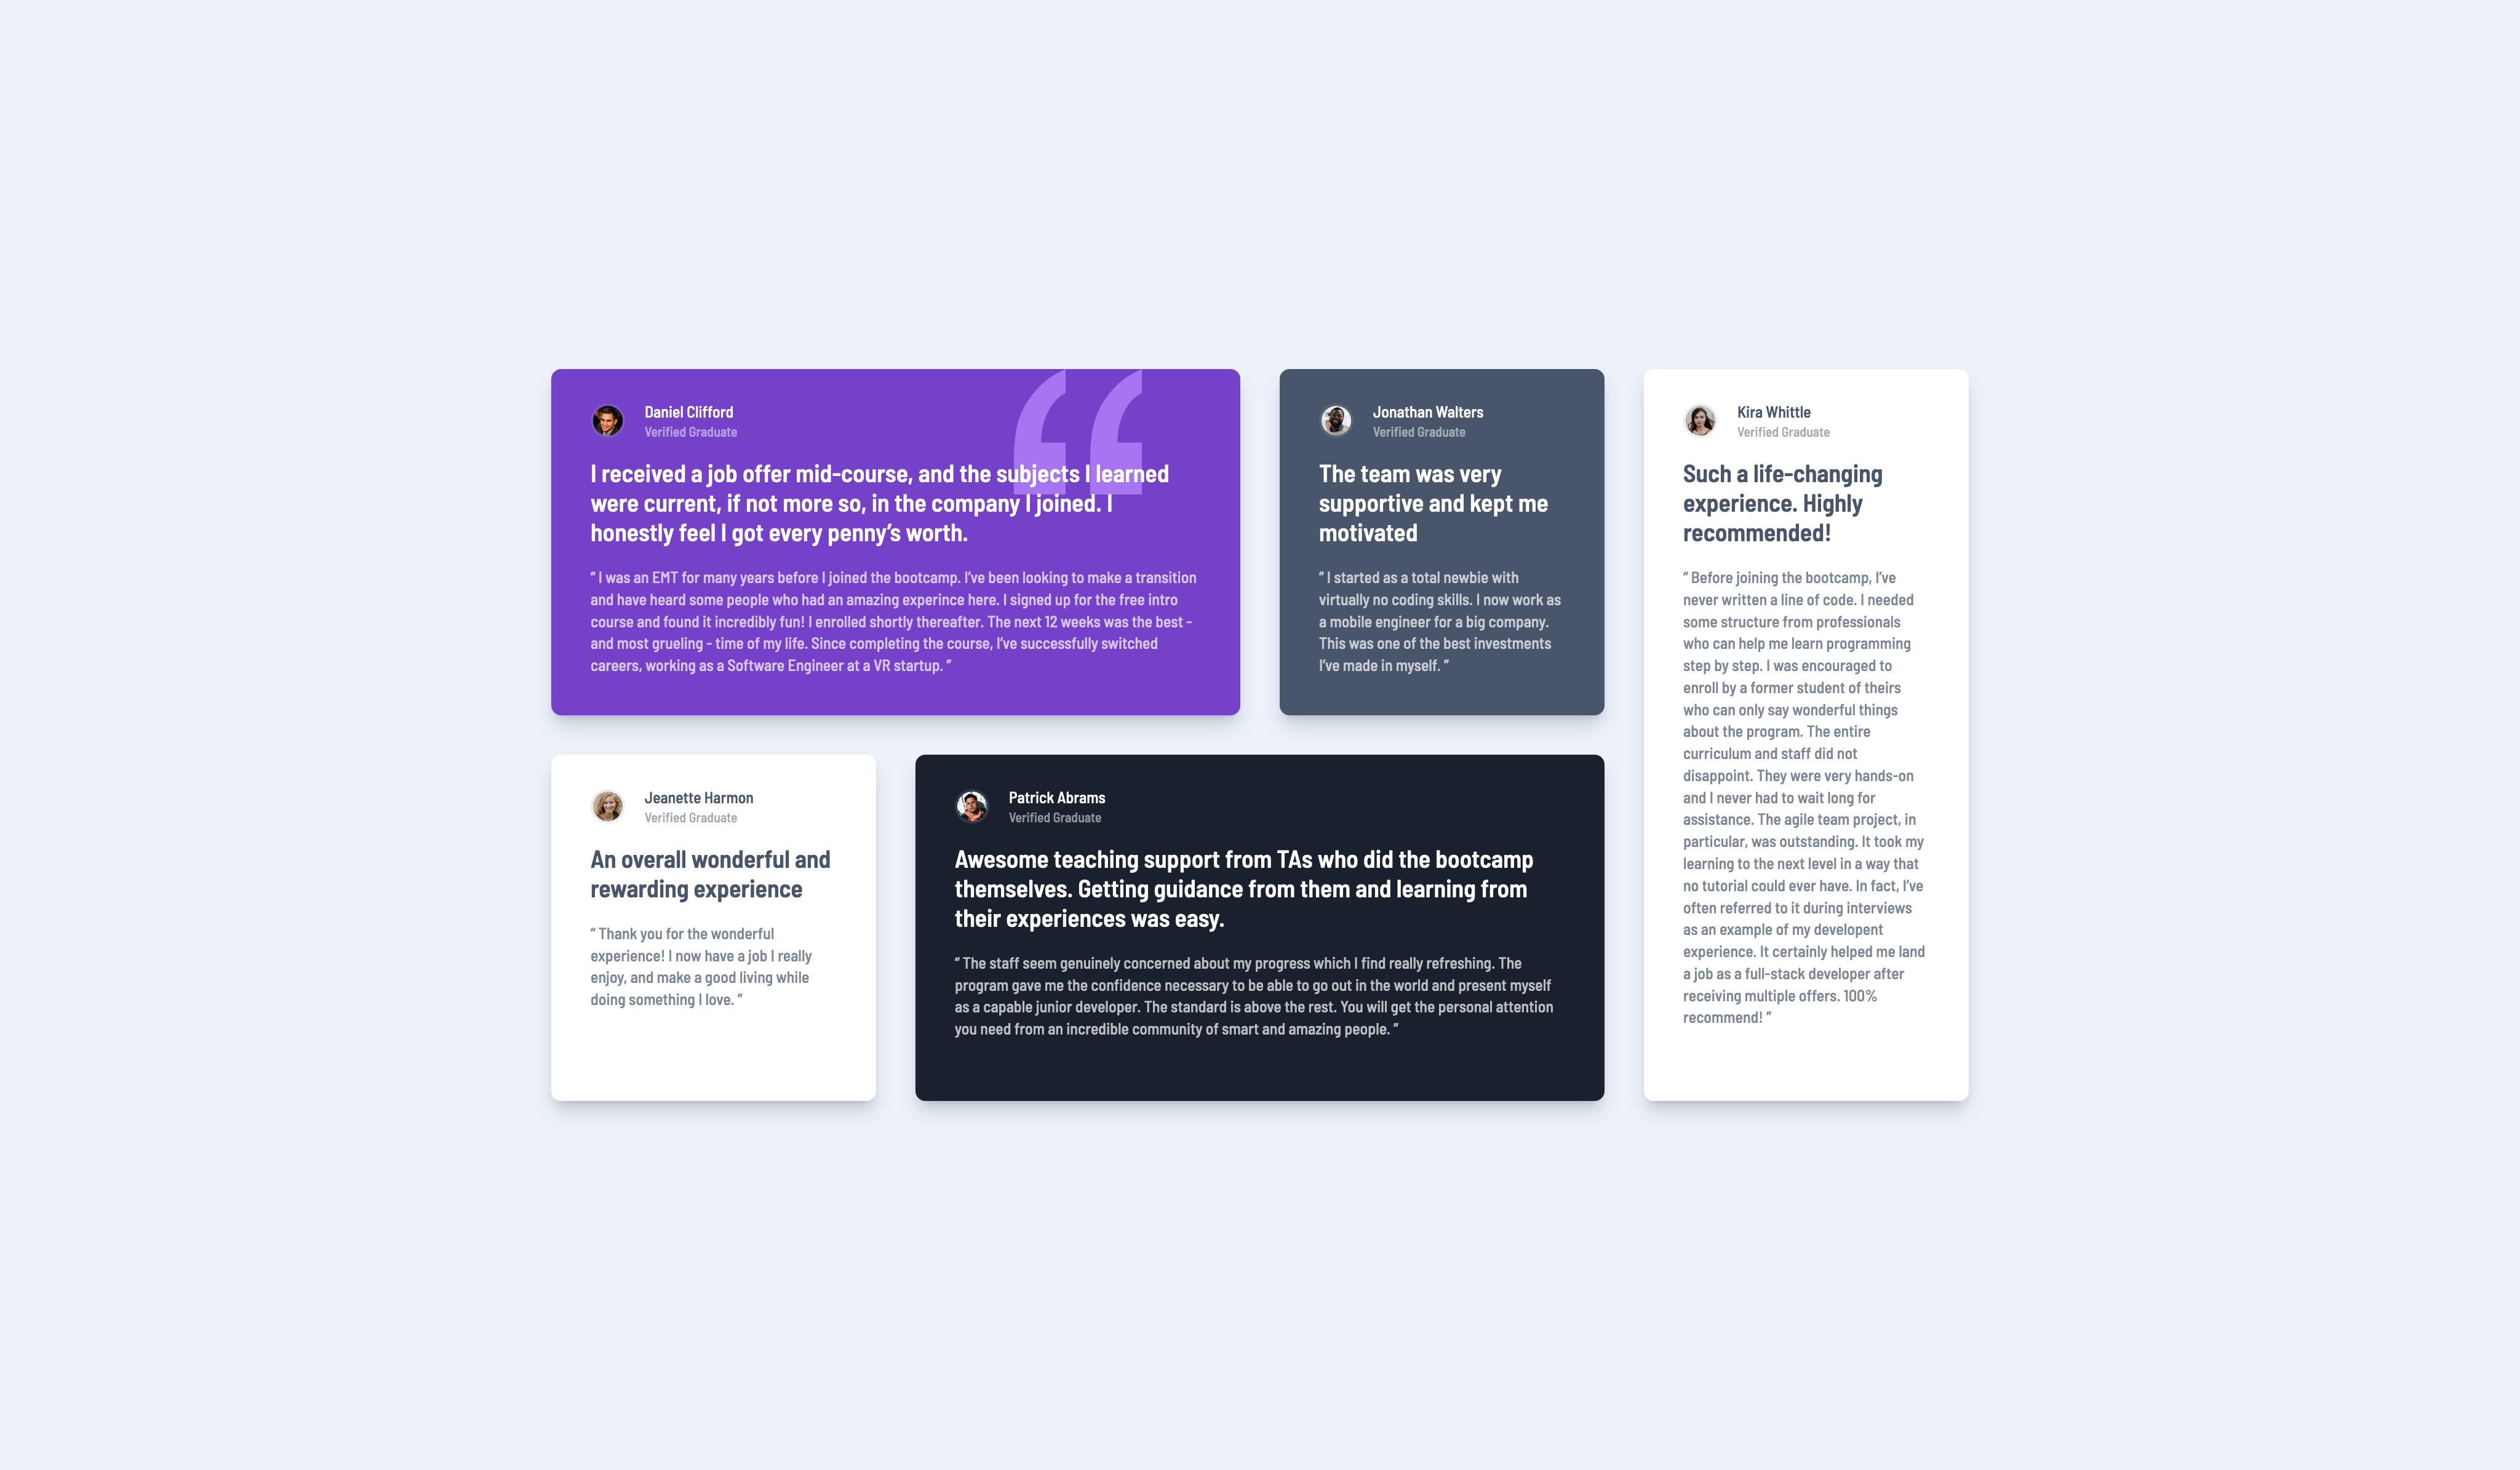 Daniel Clifford
Verified Graduate
I received a job offer mid-course, and the subjects I learned
were current, if not more so, in the company I joined. I
honestly feel I got every penny’s worth.
“ I was an EMT for many years before I joined the bootcamp. I’ve been looking to make a transition
and have heard some people who had an amazing experince here. I signed up for the free intro
course and found it incredibly fun! I enrolled shortly thereafter. The next 12 weeks was the best -
and most grueling - time of my life. Since completing the course, I’ve successfully switched
careers, working as a Software Engineer at a VR startup. ”
Jonathan Walters
Verified Graduate
The team was very
supportive and kept me
motivated
“ I started as a total newbie with
virtually no coding skills. I now work as
a mobile engineer for a big company.
This was one of the best investments
I’ve made in myself. “
Kira Whittle
Verified Graduate
Such a life-changing
experience. Highly
recommended!
“ Before joining the bootcamp, I’ve
never written a line of code. I needed
some structure from professionals
who can help me learn programming
step by step. I was encouraged to
enroll by a former student of theirs
who can only say wonderful things
about the program. The entire
curriculum and staff did not
disappoint. They were very hands-on
and I never had to wait long for
assistance. The agile team project, in
particular, was outstanding. It took my
learning to the next level in a way that
no tutorial could ever have. In fact, I’ve
often referred to it during interviews
as an example of my developent
experience. It certainly helped me land
a job as a full-stack developer after
receiving multiple offers. 100%
recommend! ”
Jeanette Harmon
Verified Graduate
An overall wonderful and
rewarding experience
“ Thank you for the wonderful
experience! I now have a job I really
enjoy, and make a good living while
doing something I love. ”
Patrick Abrams
Verified Graduate
Awesome teaching support from TAs who did the bootcamp
themselves. Getting guidance from them and learning from
their experiences was easy.
“ The staff seem genuinely concerned about my progress which I find really refreshing. The
program gave me the confidence necessary to be able to go out in the world and present myself
as a capable junior developer. The standard is above the rest. You will get the personal attention
you need from an incredible community of smart and amazing people. ”